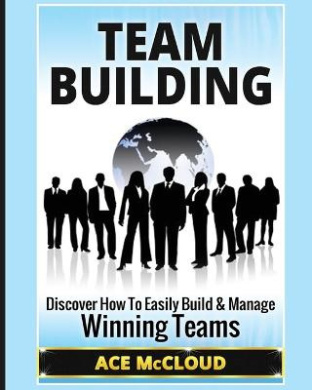 TEAM
BUILDING
Discover How To Easily Build & Manage
Winning Teams
ACE McCLOUD